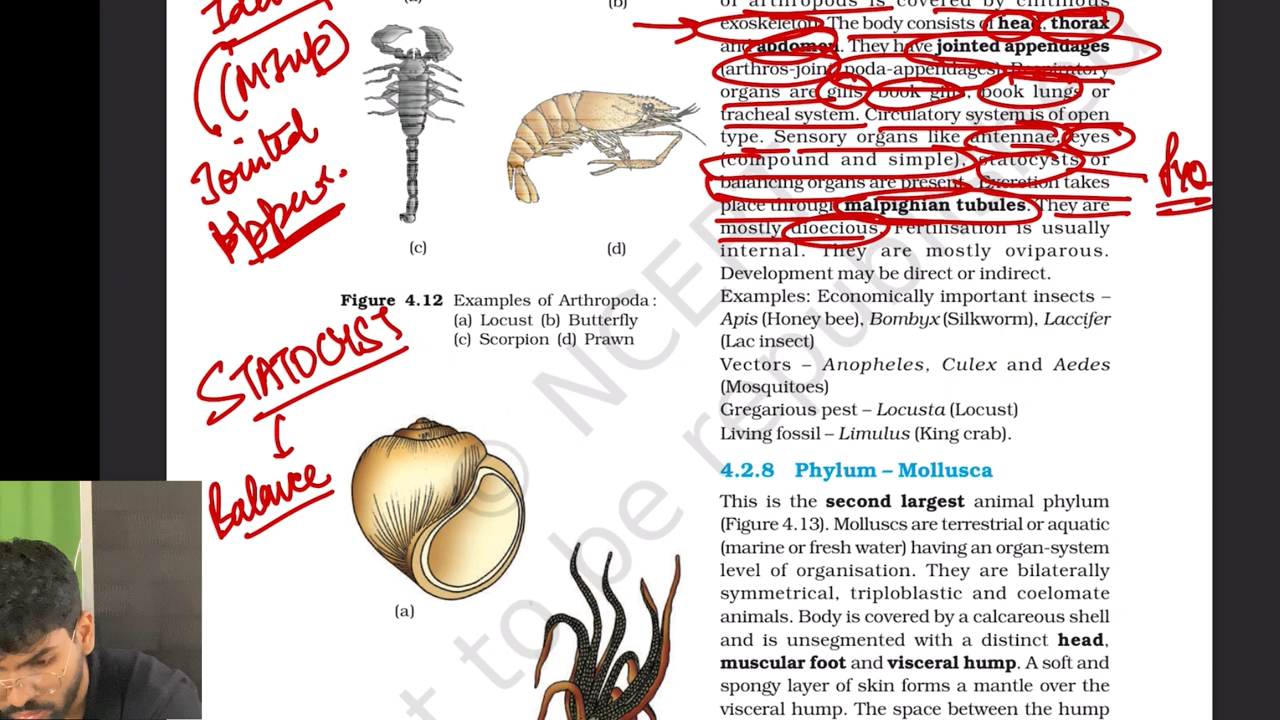 (MIMP)
Jointed
(b)
(c)
(d)
Figure 4.12 Examples of Arthropoda :
(a) Locust (b) Butterfly
(c) Scorpion (d) Prawn
STATOCYST
Balance
(a)
of arthropods is covered by chitinous
exoskeleton. The body consists of head, thorax
and abdomen. They have jointed appendages
(arthros-joint, poda-appendages). Respiratory
organs are gills, book gills, book lungs or
tracheal system. Circulatory system is of open
type. Sensory organs like antennae, eyes
(compound and simple), statocysts or
balancing organs are present. Excretion takes
place through malpighian tubules. They are
mostly dioecious. Fertilisation is usually
internal. They are mostly oviparous.
Development may be direct or indirect.
Examples: Economically important insects –
Apis (Honey bee), Bombyx (Silkworm), Laccifer
(Lac insect)
Vectors – Anopheles, Culex and Aedes
(Mosquitoes)
Gregarious pest – Locusta (Locust)
Living fossil – Limulus (King crab).
4.2.8 Phylum – Mollusca
This is the second largest animal phylum
(Figure 4.13). Molluscs are terrestrial or aquatic
(marine or fresh water) having an organ-system
level of organisation. They are bilaterally
symmetrical, triploblastic and coelomate
animals. Body is covered by a calcareous shell
and is unsegmented with a distinct head,
muscular foot and visceral hump. A soft and
spongy layer of skin forms a mantle over the
visceral hump. The space between the hump
© NCERT
not to be republished